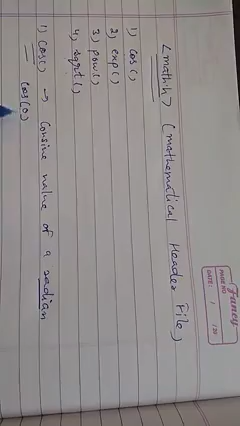 Fancy
PAGE NO.
DATE: / /20
<math.h> (mathematical Header File)
1) cos()
2) exp()
3) pow()
4) sqrt()
1) cos() → Consine value of a radian
cos(0)